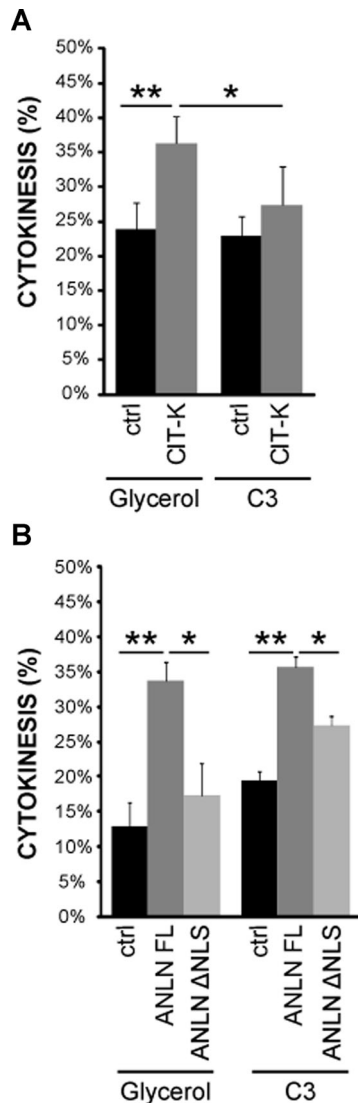 A
50%
45%
40%
35%
30%
25%
20%
15%
10%
5%
0%
CYTOKINESIS (%)
** *
ctrl CIT-K ctrl CIT-K
Glycerol C3
B
50%
45%
40%
35%
30%
25%
20%
15%
10%
5%
0%
CYTOKINESIS (%)
** * ** *
ctrl ANLN FL ANLN ΔNLS ctrl ANLN FL ANLN ΔNLS
Glycerol C3